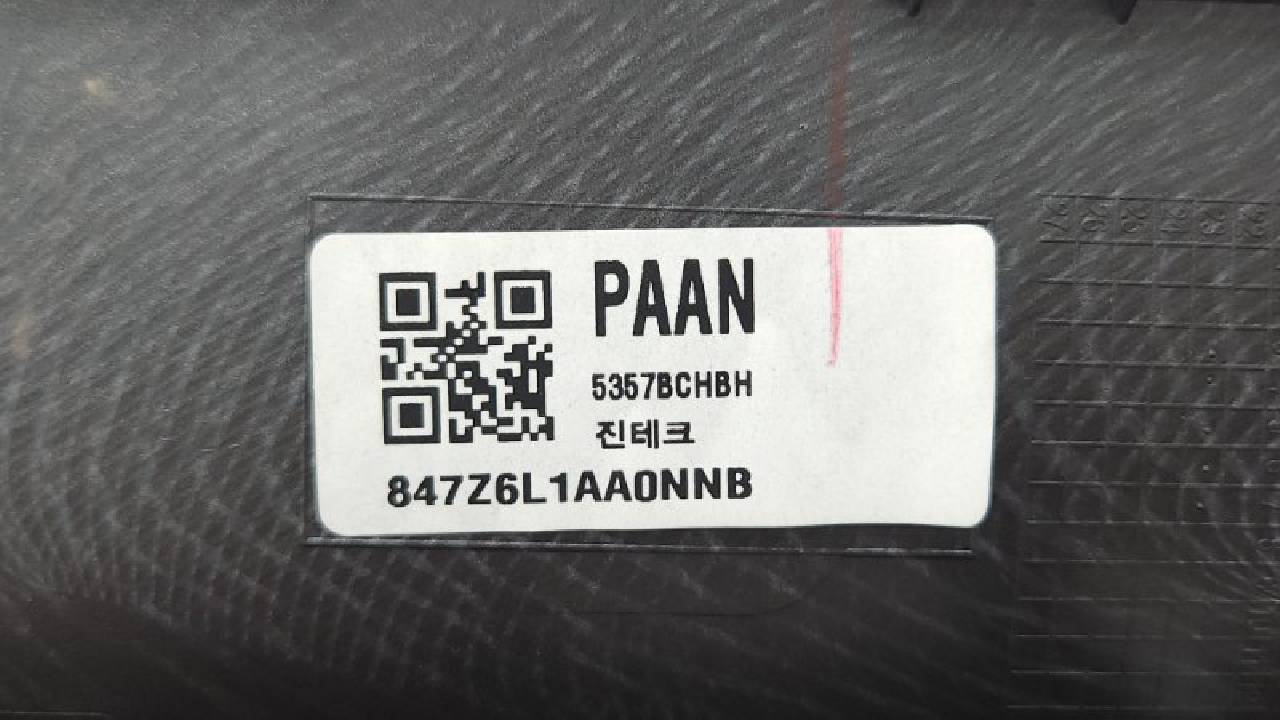 PAAN
5357BCHBH
진테크
847Z6L1AA0NNB